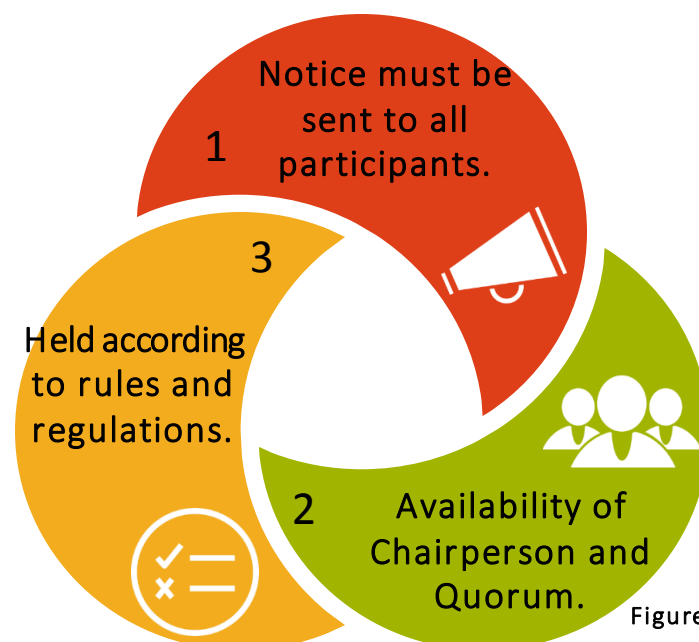 1
Notice must be
sent to all
participants.
2
Availability of
Chairperson and
Quorum.
3
Held according
to rules and
regulations.
Figure